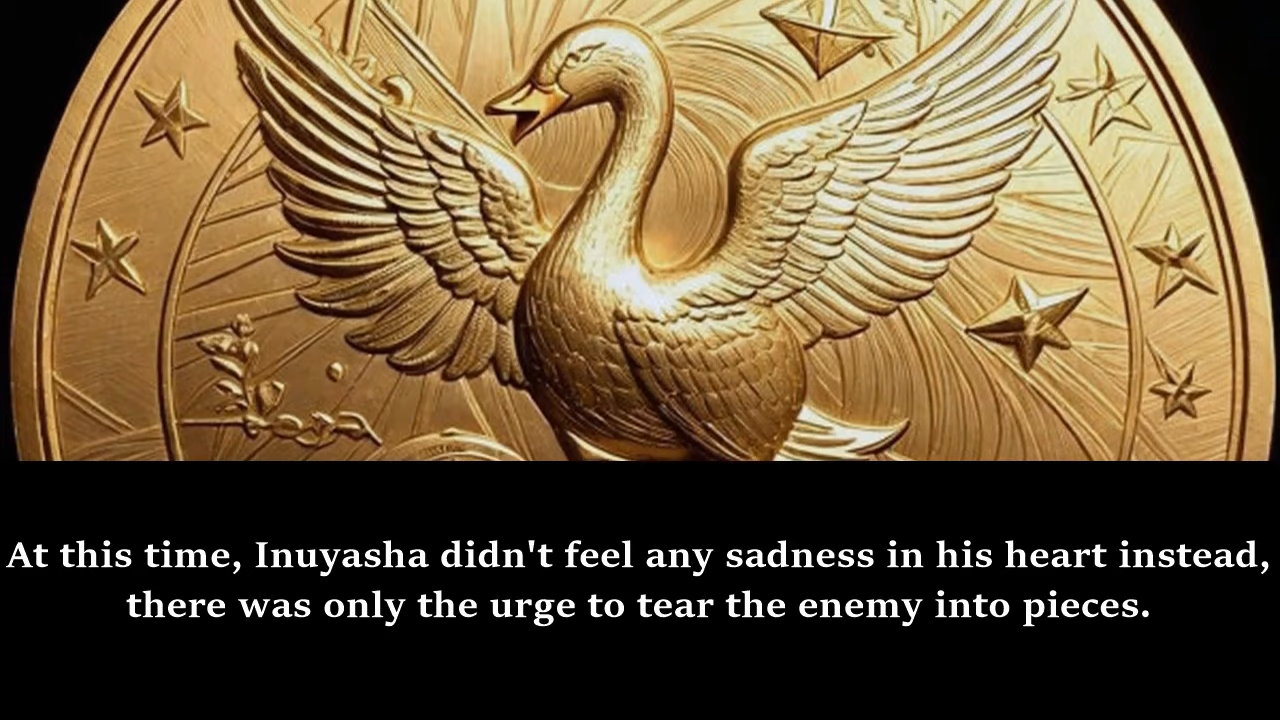 At this time, Inuyasha didn't feel any sadness in his heart instead,
there was only the urge to tear the enemy into pieces.